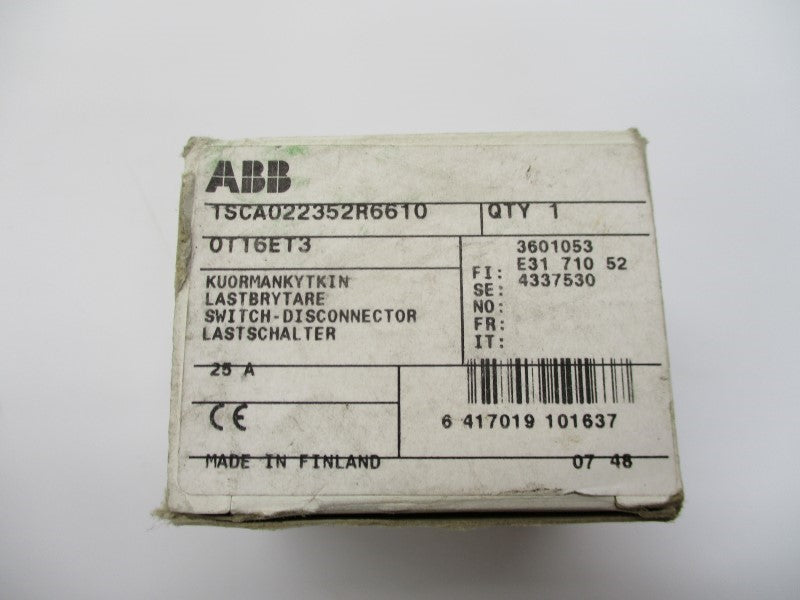 ABB
1SCA022352R6610 QTY 1
OT16ET3
KUORMANKYTKIN
LASTBRYTARE
SWITCH-DISCONNECTOR
LASTSCHALTER
3601053
FI: E31 710 52
SE: 4337530
NO:
FR:
IT:
25 A
CE
6 417019 101637
MADE IN FINLAND 07 48